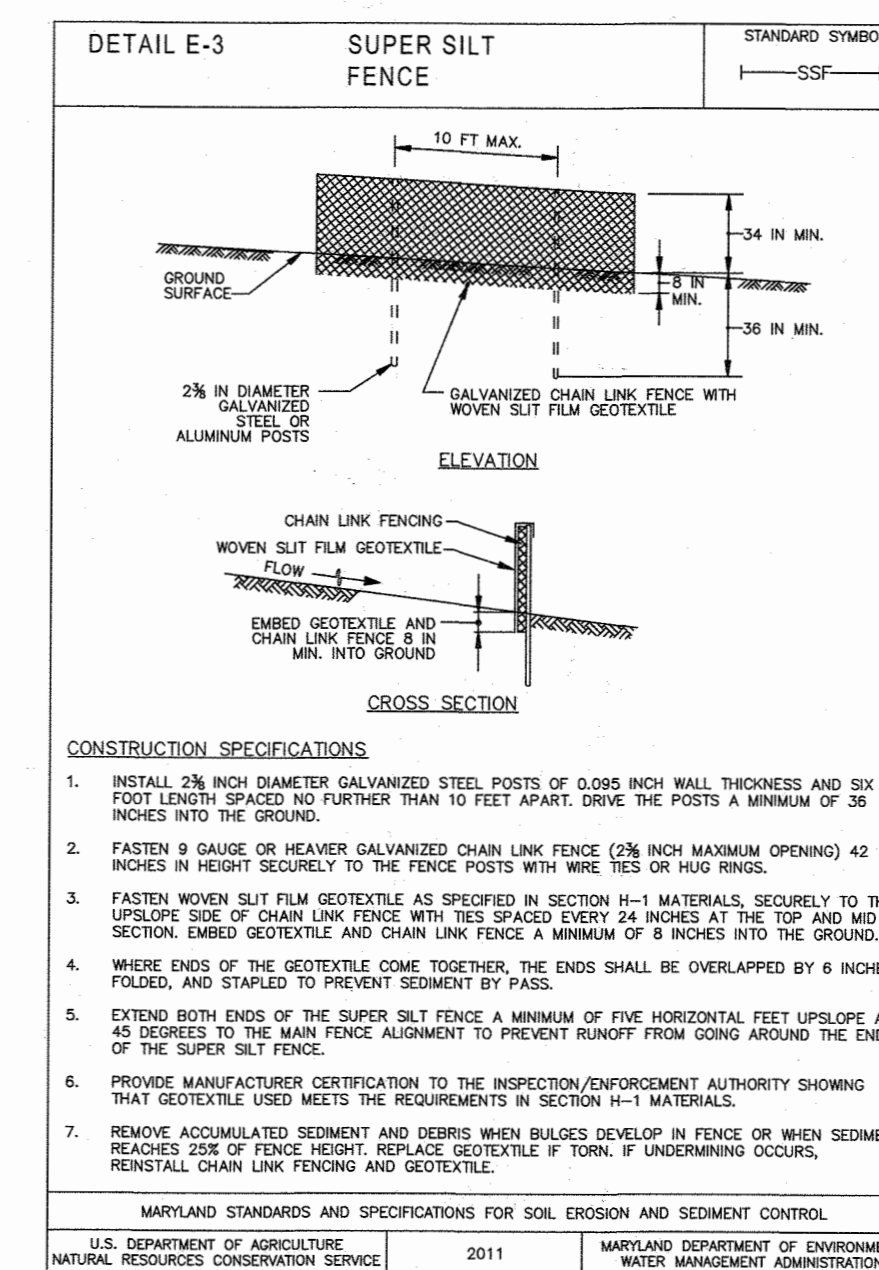 DETAIL E-3
SUPER SILT
FENCE
STANDARD SYMBO
SSF
10 FT MAX.
34 IN MIN.
GROUND
SURFACE
8 IN
MIN.
36 IN MIN.
2⅜ IN DIAMETER
GALVANIZED
STEEL OR
ALUMINUM POSTS
GALVANIZED CHAIN LINK FENCE WITH
WOVEN SLIT FILM GEOTEXTILE
ELEVATION
CHAIN LINK FENCING
WOVEN SLIT FILM GEOTEXTILE
FLOW
EMBED GEOTEXTILE AND
CHAIN LINK FENCE 8 IN
MIN. INTO GROUND
CROSS SECTION
CONSTRUCTION SPECIFICATIONS
1. INSTALL 2⅜ INCH DIAMETER GALVANIZED STEEL POSTS OF 0.095 INCH WALL THICKNESS AND SIX
FOOT LENGTH SPACED NO FURTHER THAN 10 FEET APART. DRIVE THE POSTS A MINIMUM OF 36
INCHES INTO THE GROUND.
2. FASTEN 9 GAUGE OR HEAVIER GALVANIZED CHAIN LINK FENCE (2⅜ INCH MAXIMUM OPENING) 42
INCHES IN HEIGHT SECURELY TO THE FENCE POSTS WITH WIRE TIES OR HUG RINGS.
3. FASTEN WOVEN SLIT FILM GEOTEXTILE AS SPECIFIED IN SECTION H-1 MATERIALS, SECURELY TO TH
UPSLOPE SIDE OF CHAIN LINK FENCE WITH TIES SPACED EVERY 24 INCHES AT THE TOP AND MID
SECTION. EMBED GEOTEXTILE AND CHAIN LINK FENCE A MINIMUM OF 8 INCHES INTO THE GROUND.
4. WHERE ENDS OF THE GEOTEXTILE COME TOGETHER, THE ENDS SHALL BE OVERLAPPED BY 6 INCHE
FOLDED, AND STAPLED TO PREVENT SEDIMENT BY PASS.
5. EXTEND BOTH ENDS OF THE SUPER SILT FENCE A MINIMUM OF FIVE HORIZONTAL FEET UPSLOPE A
45 DEGREES TO THE MAIN FENCE ALIGNMENT TO PREVENT RUNOFF FROM GOING AROUND THE END
OF THE SUPER SILT FENCE.
6. PROVIDE MANUFACTURER CERTIFICATION TO THE INSPECTION/ENFORCEMENT AUTHORITY SHOWING
THAT GEOTEXTILE USED MEETS THE REQUIREMENTS IN SECTION H-1 MATERIALS.
7. REMOVE ACCUMULATED SEDIMENT AND DEBRIS WHEN BULGES DEVELOP IN FENCE OR WHEN SEDIME
REACHES 25% OF FENCE HEIGHT. REPLACE GEOTEXTILE IF TORN. IF UNDERMINING OCCURS,
REINSTALL CHAIN LINK FENCING AND GEOTEXTILE.
MARYLAND STANDARDS AND SPECIFICATIONS FOR SOIL EROSION AND SEDIMENT CONTROL
U.S. DEPARTMENT OF AGRICULTURE
NATURAL RESOURCES CONSERVATION SERVICE
2011
MARYLAND DEPARTMENT OF ENVIRONME
WATER MANAGEMENT ADMINISTRATION